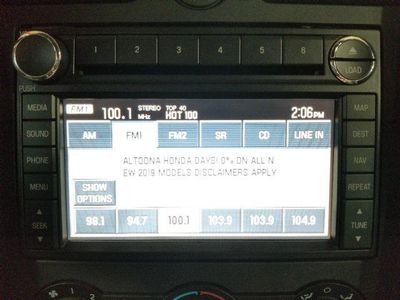 1 2 3 4 5 6
LOAD
PUSH
MEDIA
SOUND
PHONE
MENU
SEEK
FM1 100.1 MHz STEREO TOP 40 HOT 100 2:06PM
AM FM1 FM2 SR CD LINE IN
ALTOONA HONDA DAYS! 0% ON ALL N
EW 2019 MODELS DISCLAIMERS APPLY
SHOW
OPTIONS
98.1 94.7 100.1 103.9 103.9 104.9
MAP
DEST
NAV
REPEAT
TUNE